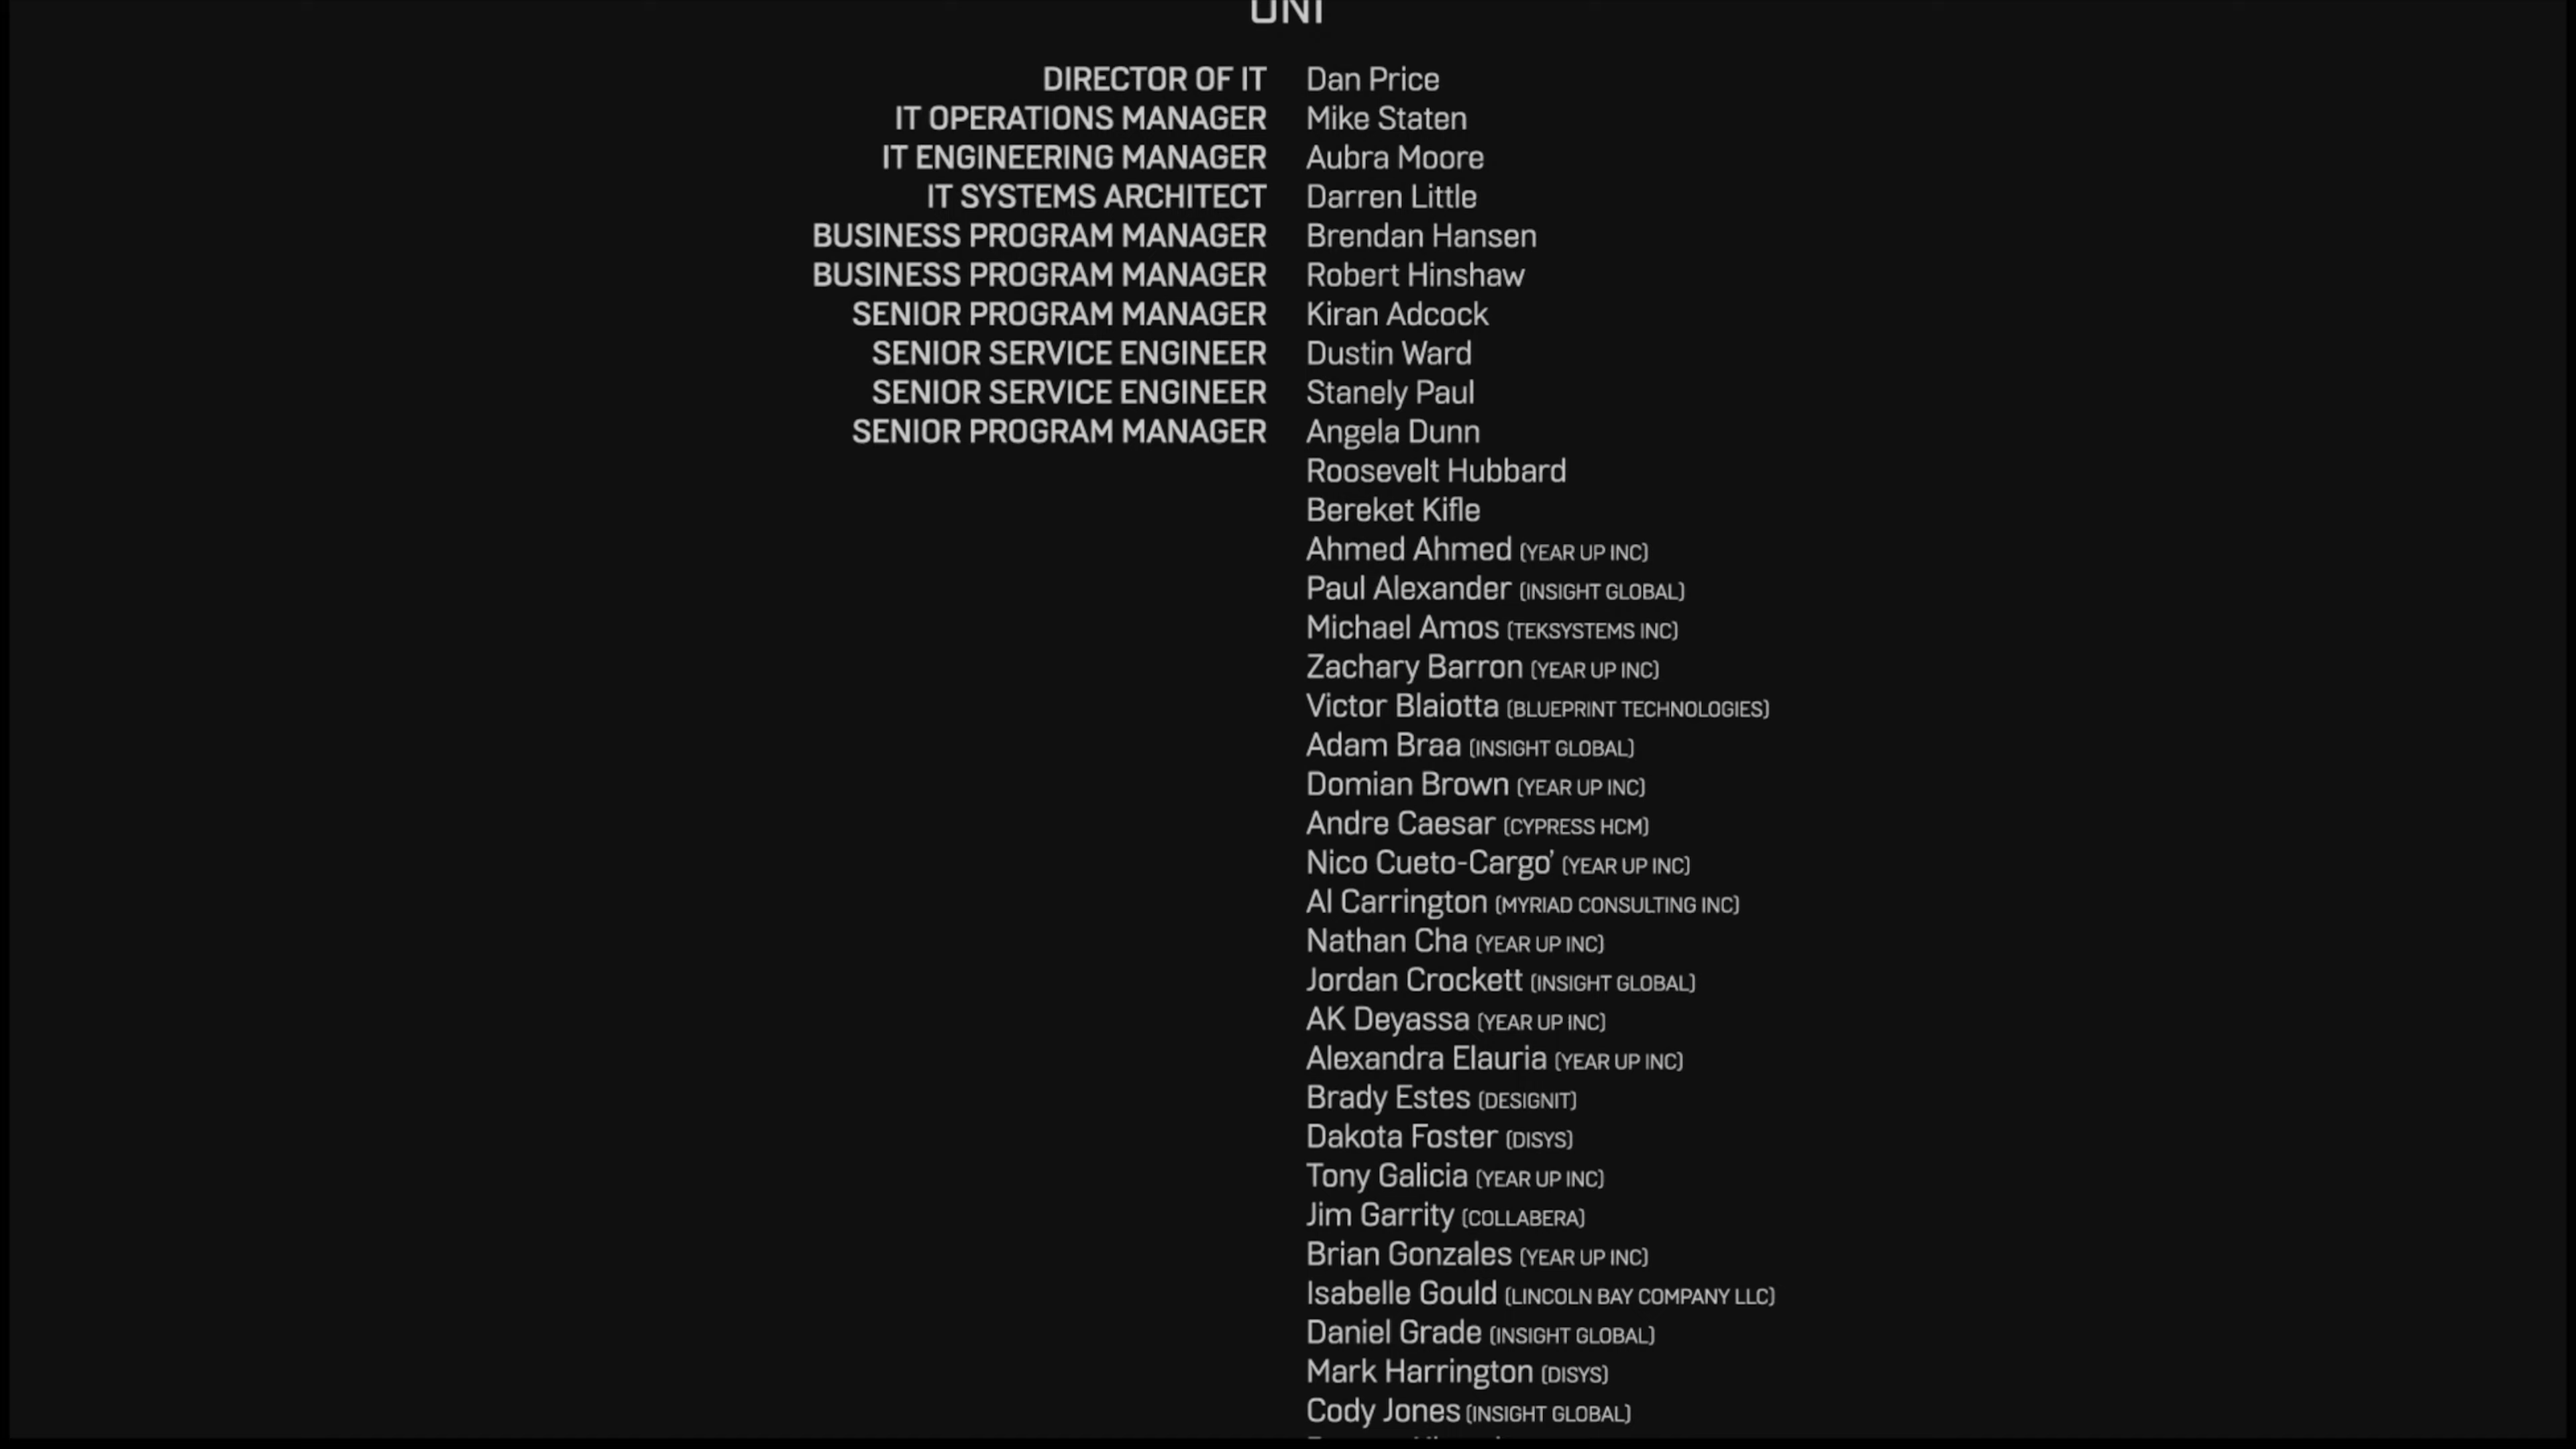 UNI
DIRECTOR OF IT Dan Price
IT OPERATIONS MANAGER Mike Staten
IT ENGINEERING MANAGER Aubra Moore
IT SYSTEMS ARCHITECT Darren Little
BUSINESS PROGRAM MANAGER Brendan Hansen
BUSINESS PROGRAM MANAGER Robert Hinshaw
SENIOR PROGRAM MANAGER Kiran Adcock
SENIOR SERVICE ENGINEER Dustin Ward
SENIOR SERVICE ENGINEER Stanely Paul
SENIOR PROGRAM MANAGER Angela Dunn
Roosevelt Hubbard
Bereket Kifle
Ahmed Ahmed (YEAR UP INC)
Paul Alexander (INSIGHT GLOBAL)
Michael Amos (TEKSYSTEMS INC)
Zachary Barron (YEAR UP INC)
Victor Blaiotta (BLUEPRINT TECHNOLOGIES)
Adam Braa (INSIGHT GLOBAL)
Domian Brown (YEAR UP INC)
Andre Caesar (CYPRESS HCM)
Nico Cueto-Cargo’ (YEAR UP INC)
Al Carrington (MYRIAD CONSULTING INC)
Nathan Cha (YEAR UP INC)
Jordan Crockett (INSIGHT GLOBAL)
AK Deyassa (YEAR UP INC)
Alexandra Elauria (YEAR UP INC)
Brady Estes (DESIGNIT)
Dakota Foster (DISYS)
Tony Galicia (YEAR UP INC)
Jim Garrity (COLLABERA)
Brian Gonzales (YEAR UP INC)
Isabelle Gould (LINCOLN BAY COMPANY LLC)
Daniel Grade (INSIGHT GLOBAL)
Mark Harrington (DISYS)
Cody Jones (INSIGHT GLOBAL)